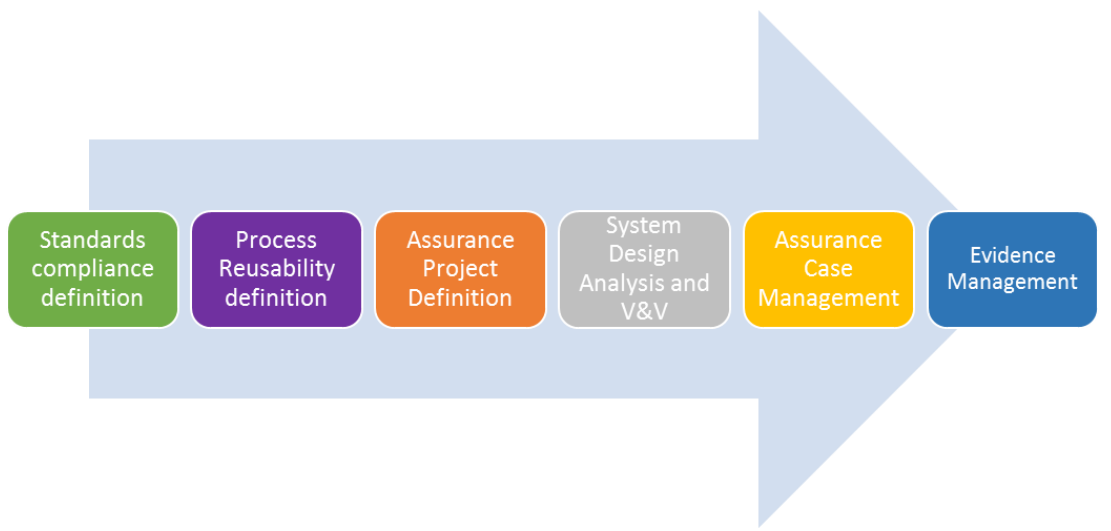 Standards
compliance
definition
Process
Reusability
definition
Assurance
Project
Definition
System
Design
Analysis and
V&V
Assurance
Case
Management
Evidence
Management